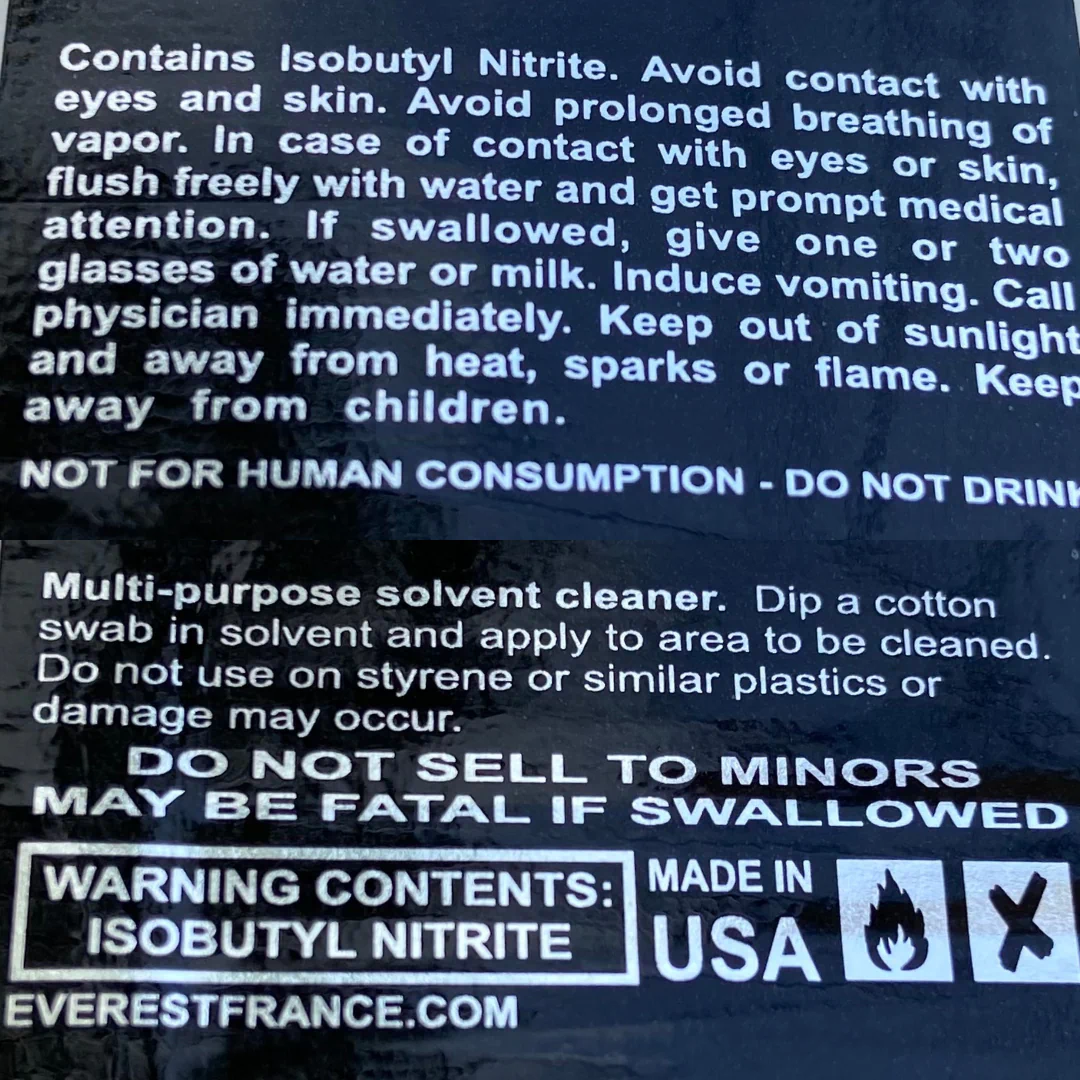 Contains Isobutyl Nitrite. Avoid contact with
eyes and skin. Avoid prolonged breathing of
vapor. In case of contact with eyes or skin,
flush freely with water and get prompt medical
attention. If swallowed, give one or two
glasses of water or milk. Induce vomiting. Call
physician immediately. Keep out of sunlight
and away from heat, sparks or flame. Keep
away from children.
NOT FOR HUMAN CONSUMPTION - DO NOT DRINK
Multi-purpose solvent cleaner. Dip a cotton
swab in solvent and apply to area to be cleaned.
Do not use on styrene or similar plastics or
damage may occur.
DO NOT SELL TO MINORS
MAY BE FATAL IF SWALLOWED
WARNING CONTENTS:
ISOBUTYL NITRITE
MADE IN
USA
EVERESTFRANCE.COM